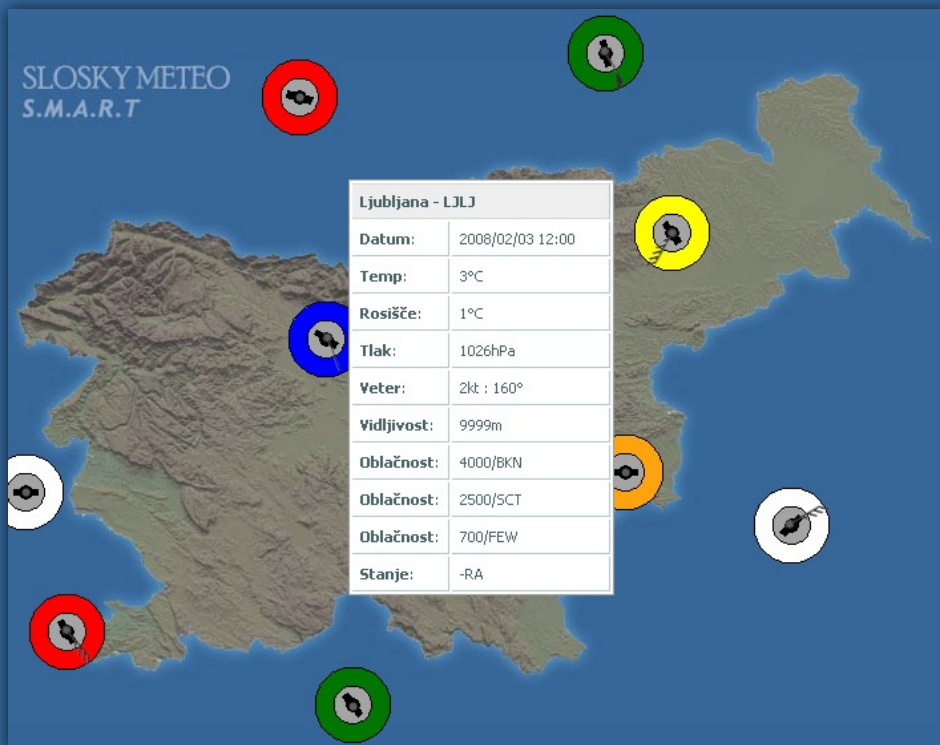 SLOSKY METEO
S.M.A.R.T
Ljubljana - LJLJ
Datum: 2008/02/03 12:00
Temp: 3°C
Rosišče: 1°C
Tlak: 1026hPa
Veter: 2kt : 160°
Vidljivost: 9999m
Oblačnost: 4000/BKN
Oblačnost: 2500/SCT
Oblačnost: 700/FEW
Stanje: -RA